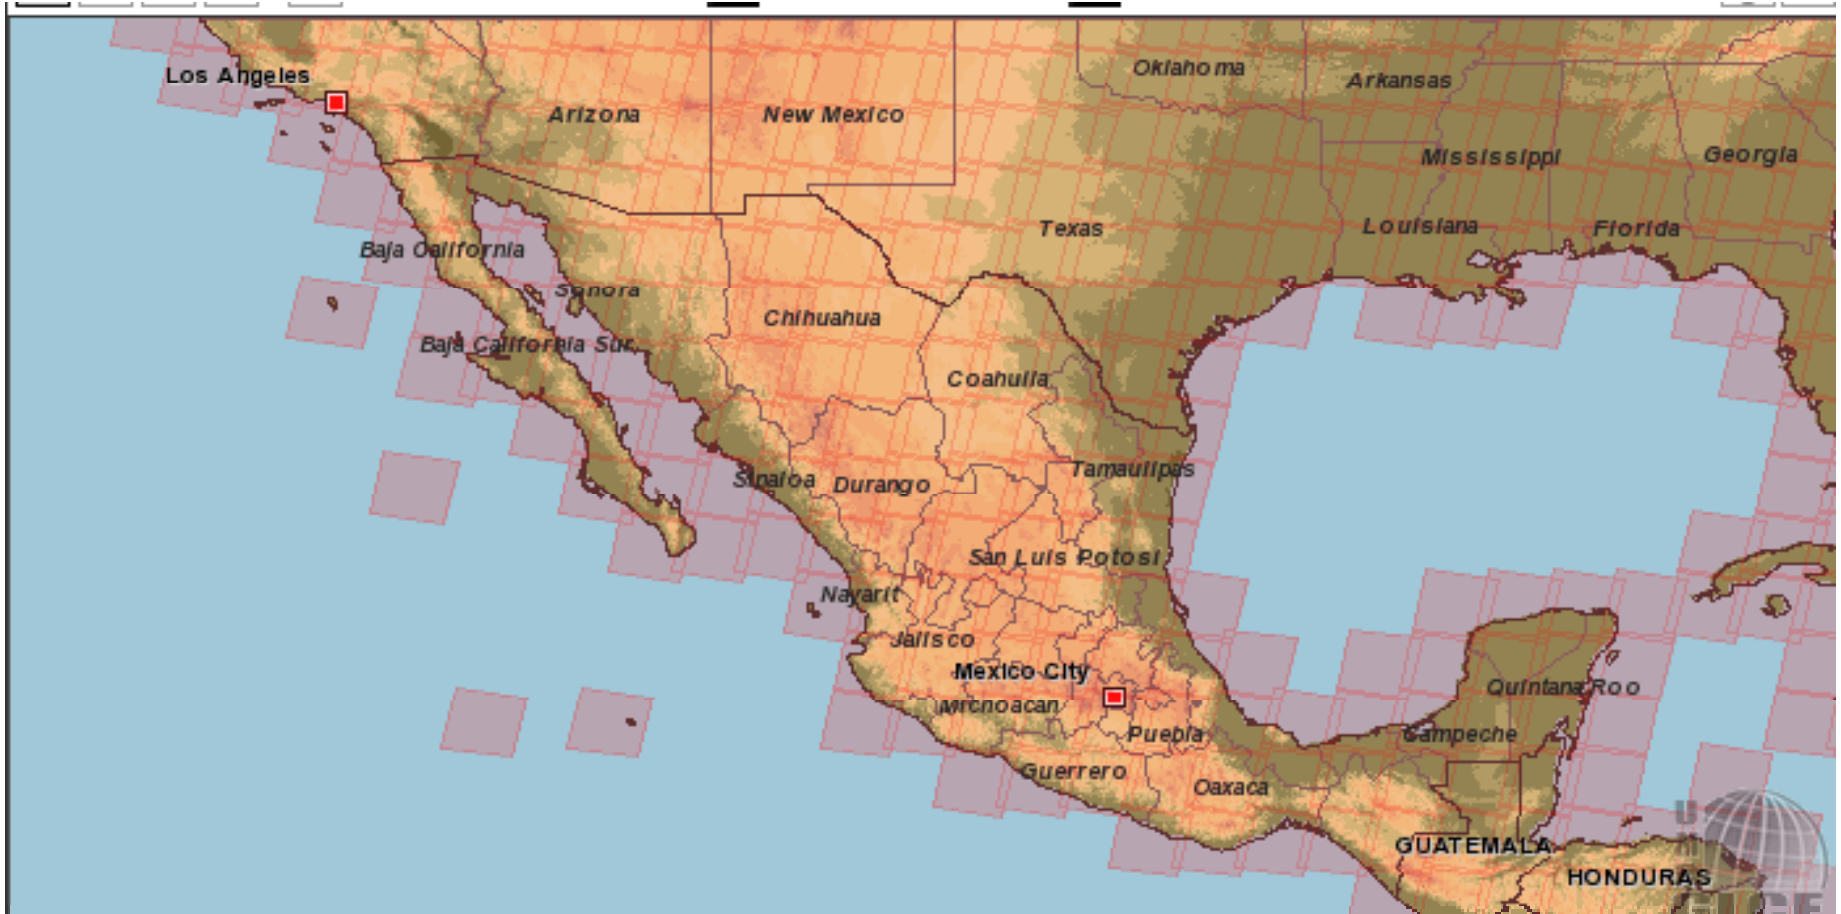 Los Angeles
Oklahoma
Arkansas
Arizona
New Mexico
Mississippi
Georgia
Texas
Louisiana
Florida
Baja California
Sonora
Chihuahua
Baja California Sur
Coahuila
Tamaulipas
Sinaloa
Durango
San Luis Potosi
Nayarit
Jalisco
Mexico City
Quintana Roo
Michoacan
Puebla
Campeche
Guerrero
Oaxaca
GUATEMALA
HONDURAS